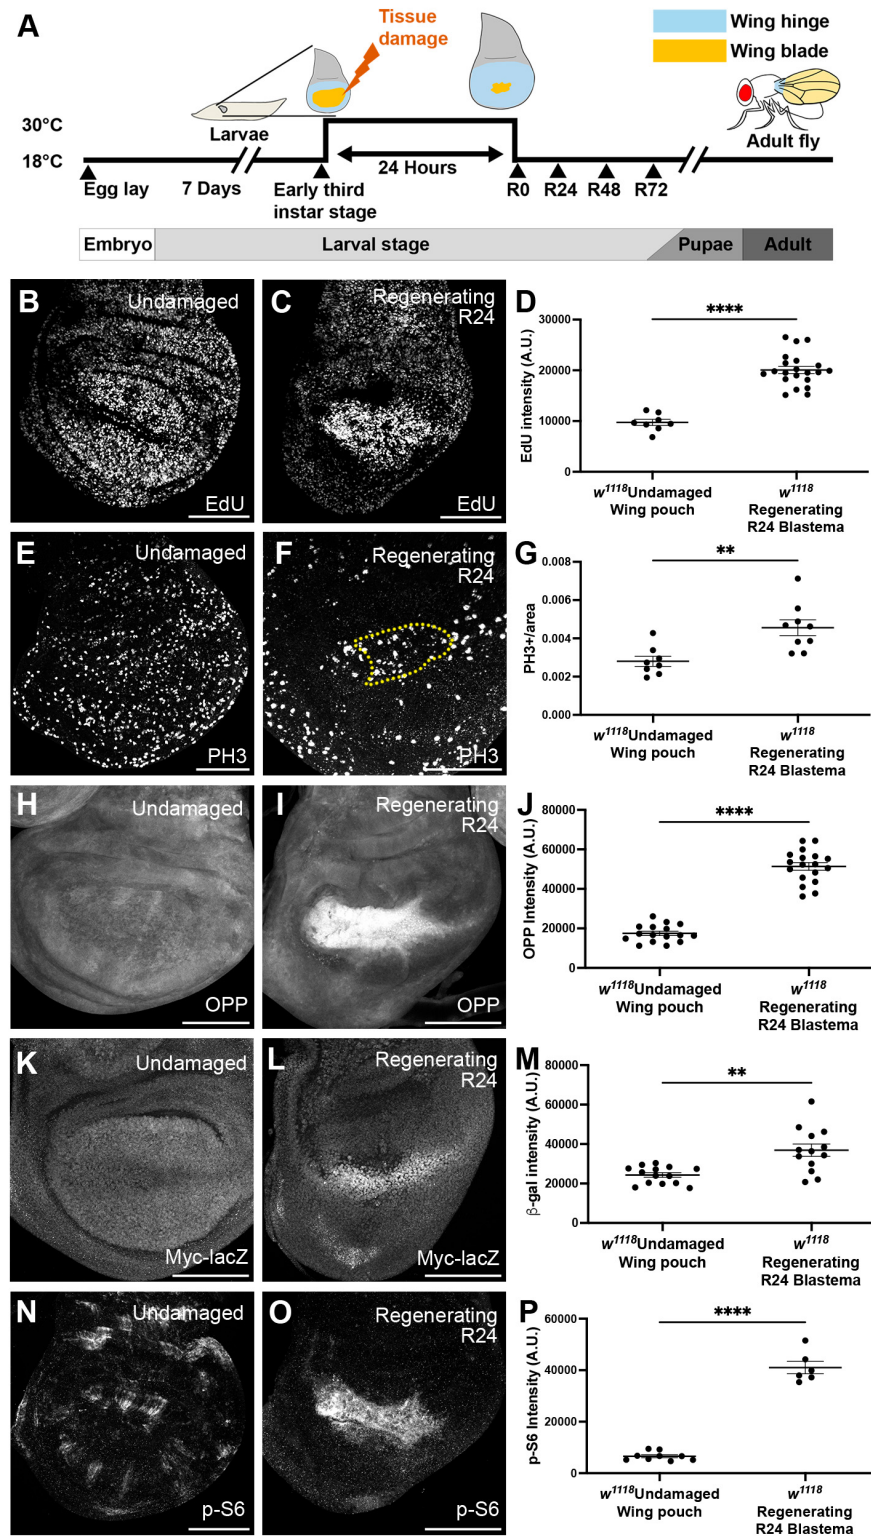 A
Tissue
damage
Wing hinge
Wing blade
30°C
18°C
Larvae
24 Hours
Adult fly
Egg lay
7 Days
Early third
instar stage
R0
R24
R48
R72
Embryo
Larval stage
Pupae
Adult
B
Undamaged
EdU
C
Regenerating
R24
EdU
D
****
EdU intensity (A.U.)
30000
20000
10000
0
w1118Undamaged
Wing pouch
w1118
Regenerating
R24 Blastema
E
Undamaged
PH3
F
Regenerating
R24
PH3
G
**
PH3+/area
0.008
0.006
0.004
0.002
0.000
w1118Undamaged
Wing pouch
w1118
Regenerating
R24 Blastema
H
Undamaged
OPP
I
Regenerating
R24
OPP
J
****
OPP Intensity (A.U.)
80000
60000
40000
20000
0
w1118Undamaged
Wing pouch
w1118
Regenerating
R24 Blastema
K
Undamaged
Myc-lacZ
L
Regenerating
R24
Myc-lacZ
M
**
β-gal intensity (A.U.)
80000
60000
40000
20000
0
w1118Undamaged
Wing pouch
w1118
Regenerating
R24 Blastema
N
Undamaged
p-S6
O
Regenerating
R24
p-S6
P
****
p-S6 Intensity (A.U.)
60000
40000
20000
0
w1118Undamaged
Wing pouch
w1118
Regenerating
R24 Blastema